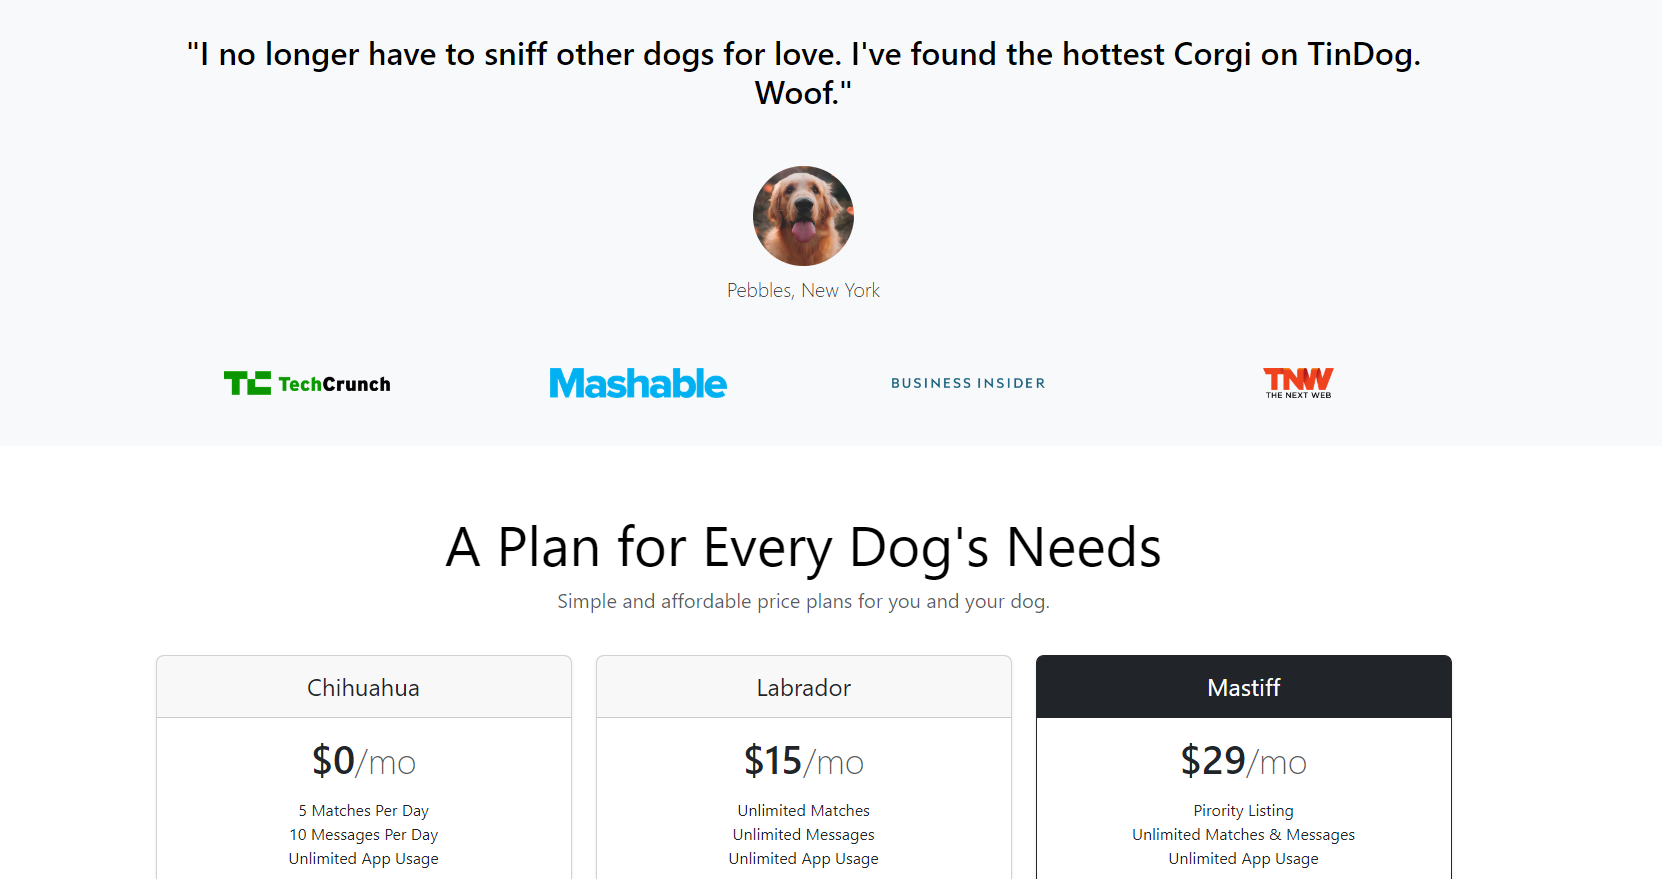 "I no longer have to sniff other dogs for love. I've found the hottest Corgi on TinDog.
Woof."
Pebbles, New York
TC TechCrunch
Mashable
BUSINESS INSIDER
TNW
THE NEXT WEB
A Plan for Every Dog's Needs
Simple and affordable price plans for you and your dog.
Chihuahua
$0/mo
5 Matches Per Day
10 Messages Per Day
Unlimited App Usage
Labrador
$15/mo
Unlimited Matches
Unlimited Messages
Unlimited App Usage
Mastiff
$29/mo
Pirority Listing
Unlimited Matches & Messages
Unlimited App Usage